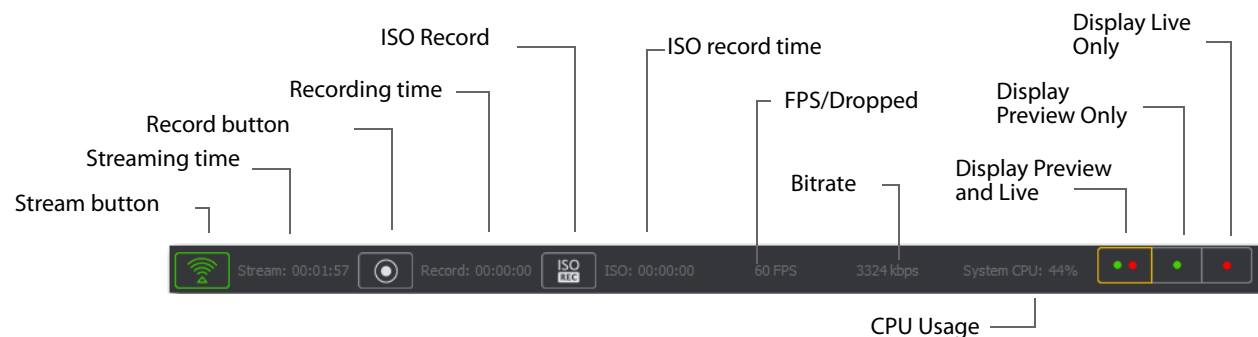 Display Live
Only
ISO Record
ISO record time
Recording time
FPS/Dropped
Display
Preview Only
Record button
Streaming time
Bitrate
Display Preview
and Live
Stream button
Stream: 00:01:57
Record: 00:00:00
ISO
REC
ISO: 00:00:00
60 FPS
3324 kbps
System CPU: 44%
CPU Usage